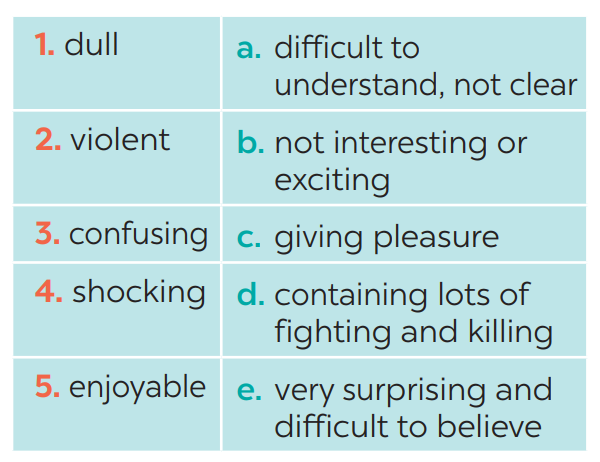 1. dull
a. difficult to
understand, not clear
2. violent
b. not interesting or
exciting
3. confusing
c. giving pleasure
4. shocking
d. containing lots of
fighting and killing
5. enjoyable
e. very surprising and
difficult to believe